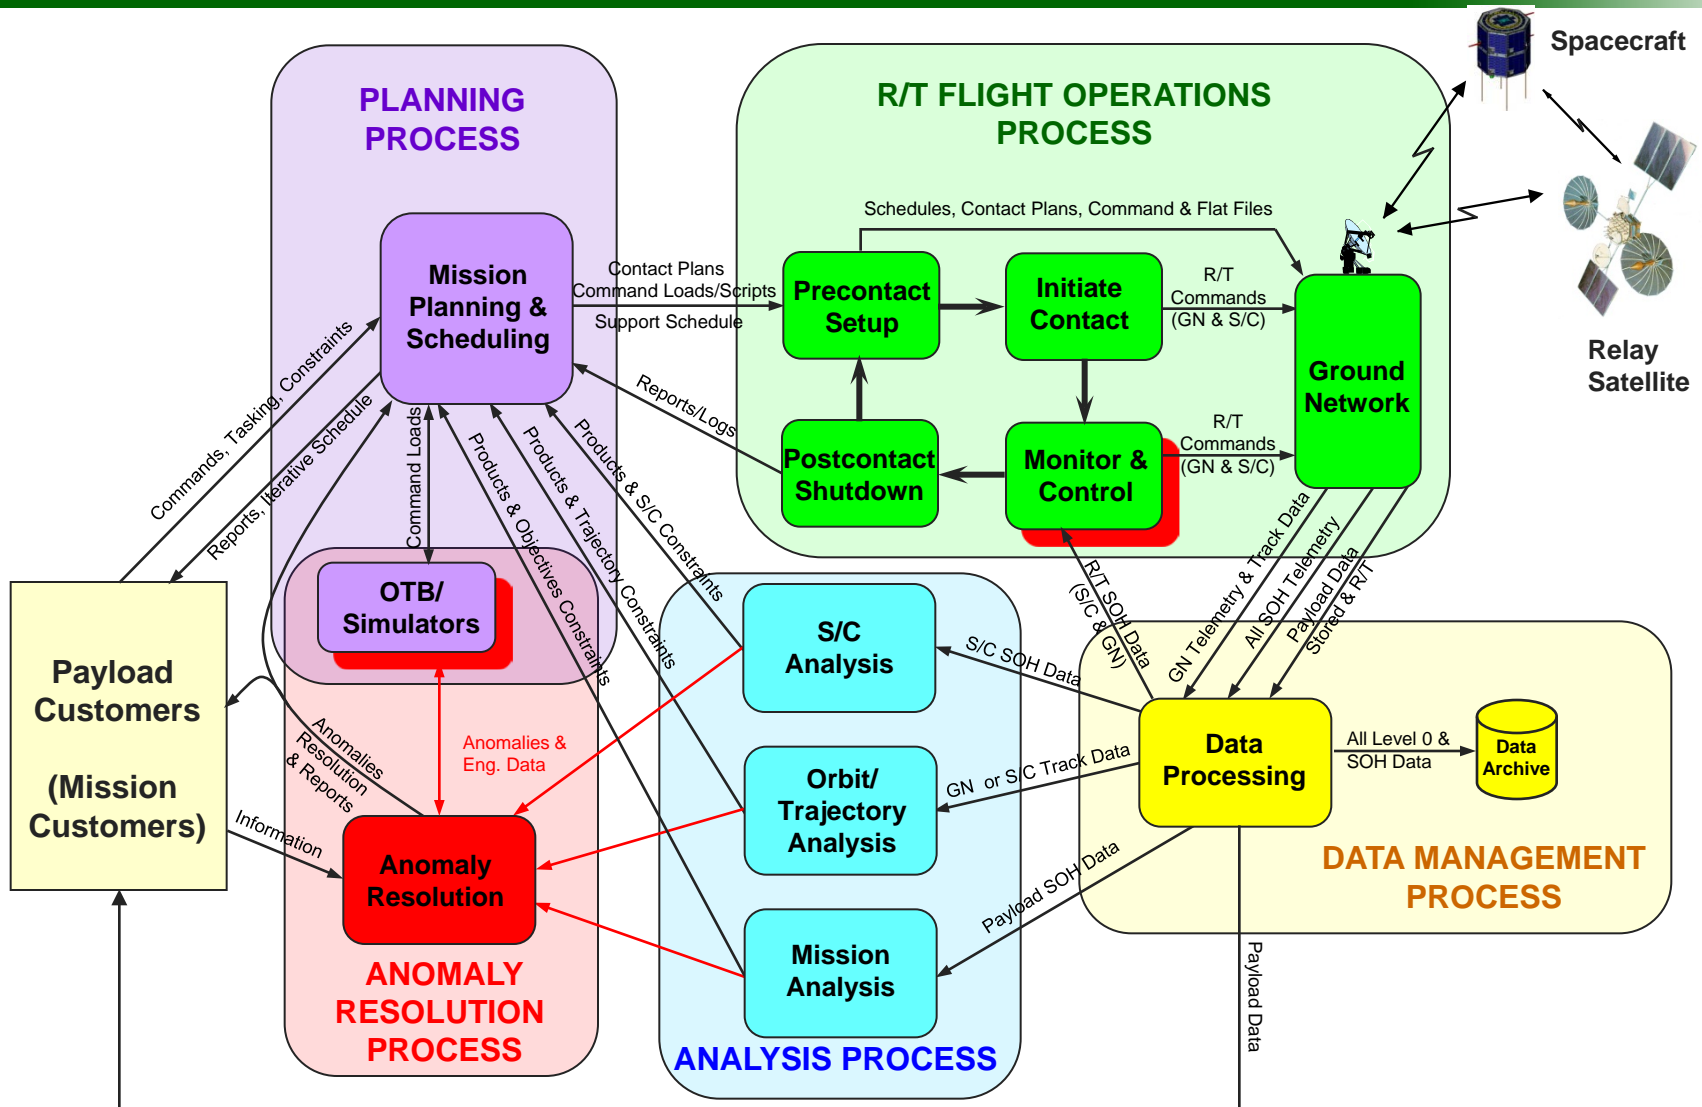 Spacecraft
PLANNING
PROCESS
R/T FLIGHT OPERATIONS
PROCESS
Schedules, Contact Plans, Command & Flat Files
Mission
Planning &
Scheduling
Contact Plans
Command Loads/Scripts
Support Schedule
Precontact
Setup
Initiate
Contact
R/T
Commands
(GN & S/C)
Ground
Network
Relay
Satellite
Commands, Tasking, Constraints
Reports, Iterative Schedule
Command Loads
Reports/Logs
Products & Objectives Constraints
Products & Trajectory Constraints
Products & S/C Constraints
Postcontact
Shutdown
Monitor &
Control
R/T
Commands
(GN & S/C)
R/T SOH Data
(S/C & GN)
GN Telemetry & Track Data
All SOH Telemetry
Payload Data
Stored & R/T
OTB/
Simulators
S/C
Analysis
S/C SOH Data
Payload
Customers
(Mission
Customers)
Anomalies
Resolution
& Reports
Anomalies &
Eng. Data
Information
Orbit/
Trajectory
Analysis
GN or S/C Track Data
Data
Processing
All Level 0 &
SOH Data
Data
Archive
Anomaly
Resolution
Payload SOH Data
DATA MANAGEMENT
PROCESS
Mission
Analysis
Payload Data
ANOMALY
RESOLUTION
PROCESS
ANALYSIS PROCESS